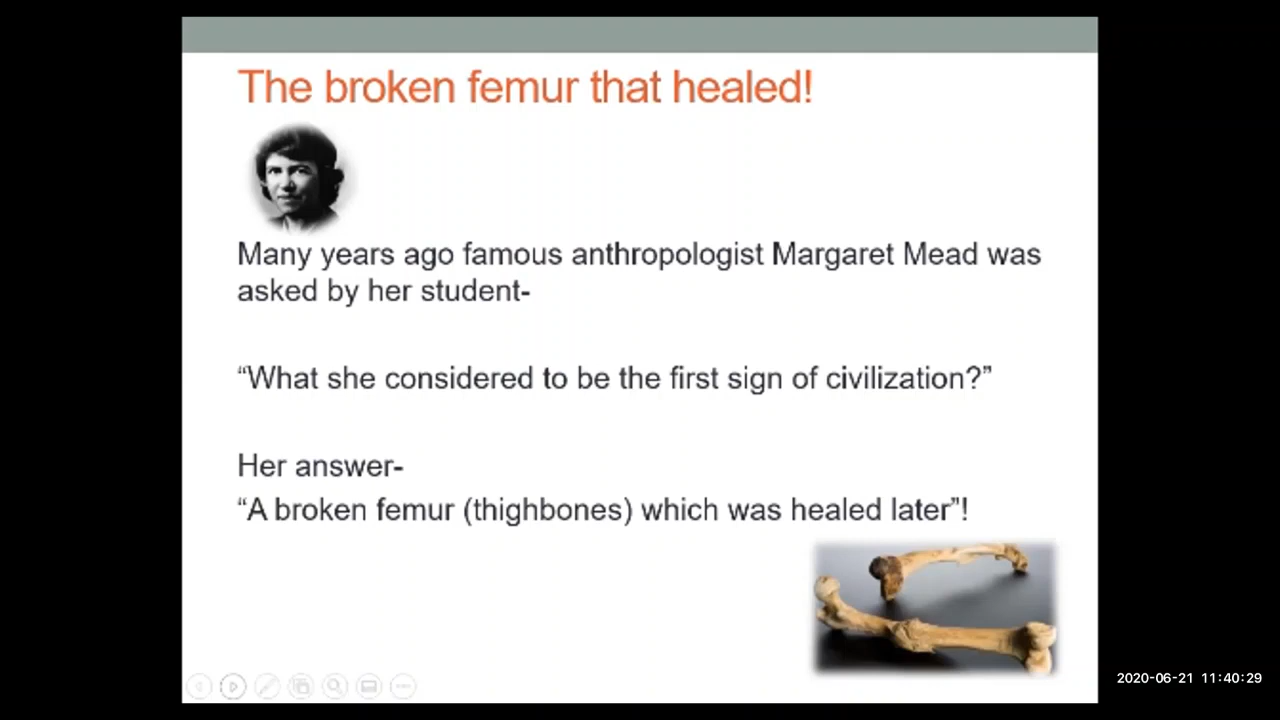 The broken femur that healed!
Many years ago famous anthropologist Margaret Mead was
asked by her student-
“What she considered to be the first sign of civilization?”
Her answer-
“A broken femur (thighbones) which was healed later”!
2020-06-21 11:40:29